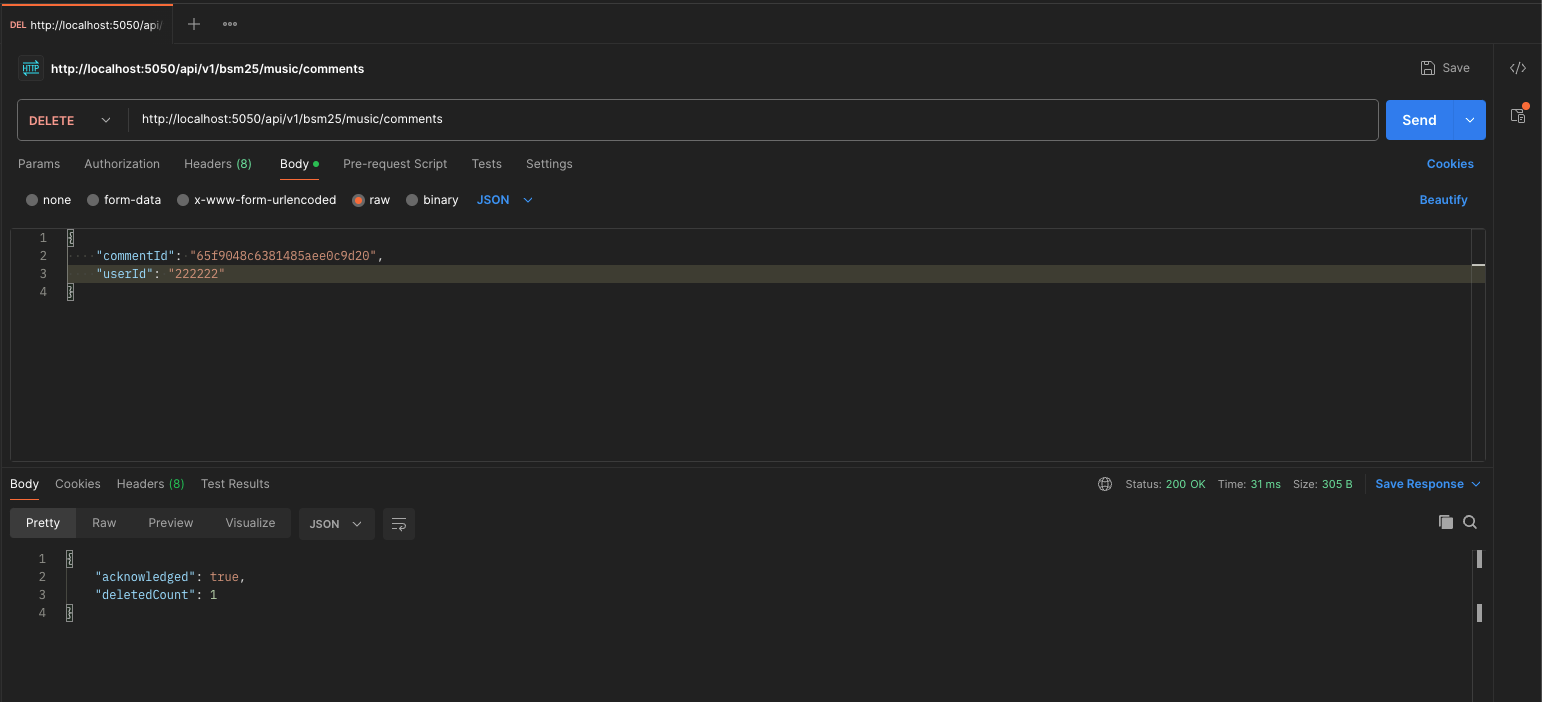 DEL http://localhost:5050/api/
HTTP http://localhost:5050/api/v1/bsm25/music/comments Save </>
DELETE http://localhost:5050/api/v1/bsm25/music/comments Send
Params Authorization Headers (8) Body Pre-request Script Tests Settings Cookies
none form-data x-www-form-urlencoded raw binary JSON Beautify
1 {
2 "commentId": "65f9048c6381485aee0c9d20",
3 "userId": "222222"
4 }
Body Cookies Headers (8) Test Results Status: 200 OK Time: 31 ms Size: 305 B Save Response
Pretty Raw Preview Visualize JSON
1 {
2 "acknowledged": true,
3 "deletedCount": 1
4 }